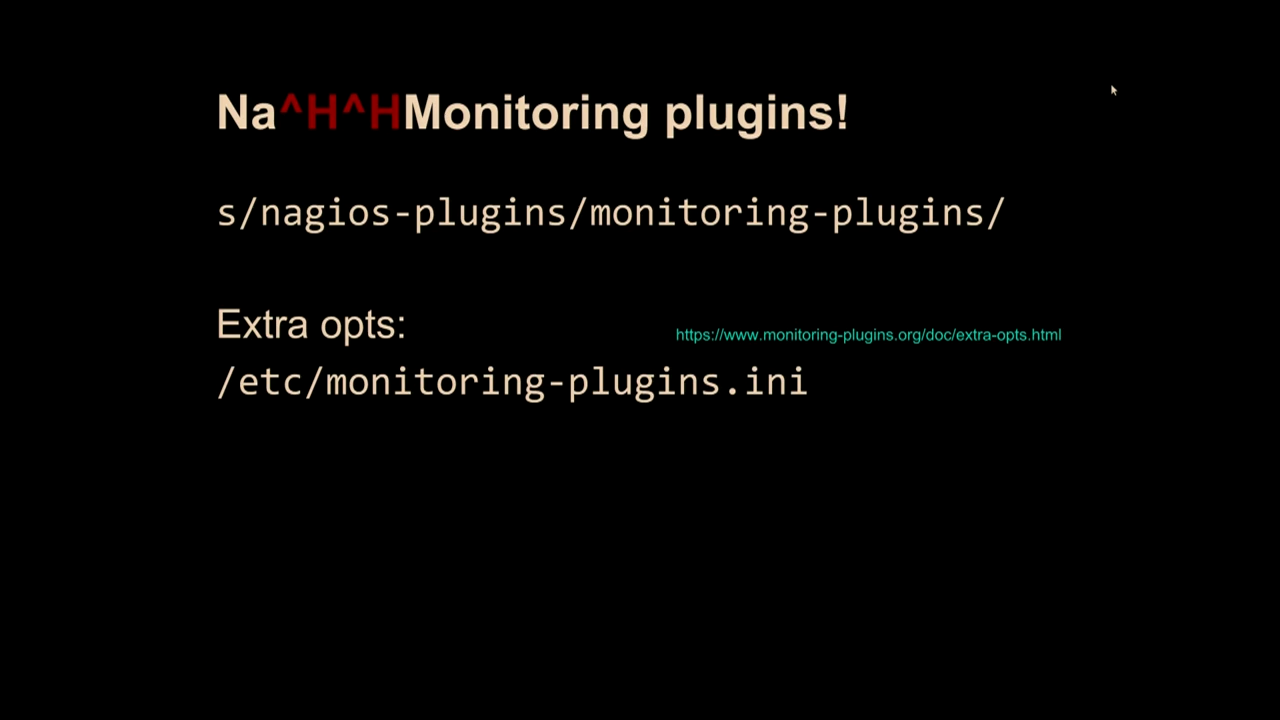 Na^H^HMonitoring plugins!
s/nagios-plugins/monitoring-plugins/
Extra opts:
https://www.monitoring-plugins.org/doc/extra-opts.html
/etc/monitoring-plugins.ini